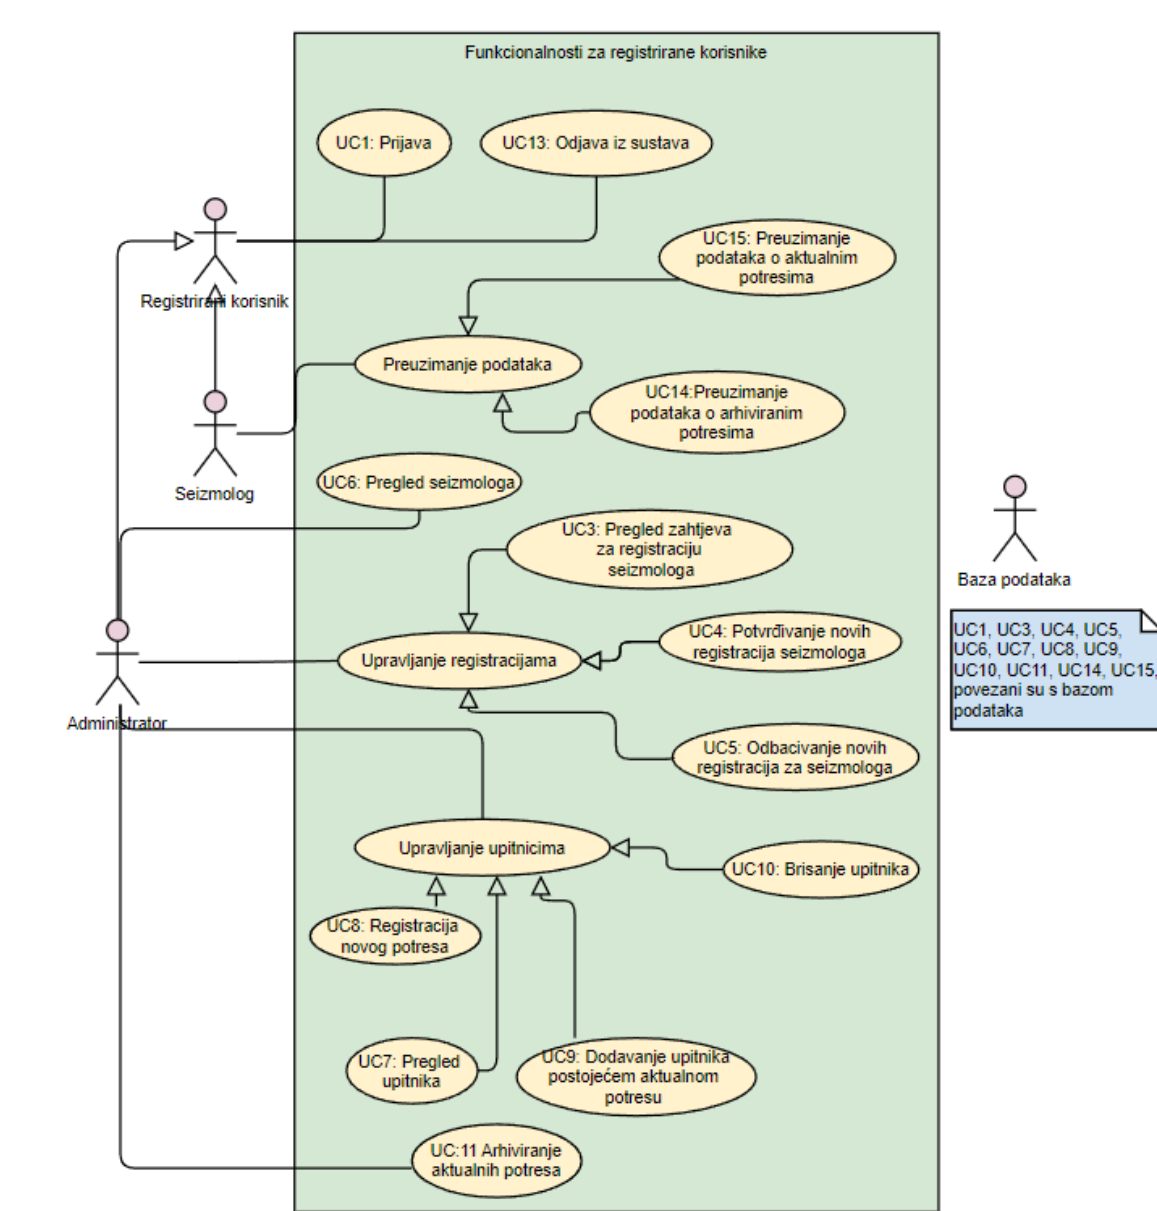 Funkcionalnosti za registrirane korisnike
UC1: Prijava
UC13: Odjava iz sustava
Registrirani korisnik
UC15: Preuzimanje
podataka o aktualnim
potresima
Preuzimanje podataka
UC14:Preuzimanje
podataka o arhiviranim
potresima
Seizmolog
UC6: Pregled seizmologa
UC3: Pregled zahtjeva
za registraciju
seizmologa
Baza podataka
UC1, UC3, UC4, UC5,
UC6, UC7, UC8, UC9,
UC10, UC11, UC14, UC15,
povezani su s bazom
podataka
UC4: Potvrđivanje novih
registracija seizmologa
Upravljanje registracijama
Administrator
UC5: Odbacivanje novih
registracija za seizmologa
Upravljanje upitnicima
UC10: Brisanje upitnika
UC8: Registracija
novog potresa
UC7: Pregled
upitnika
UC9: Dodavanje upitnika
postojećem aktualnom
potresu
UC:11 Arhiviranje
aktualnih potresa